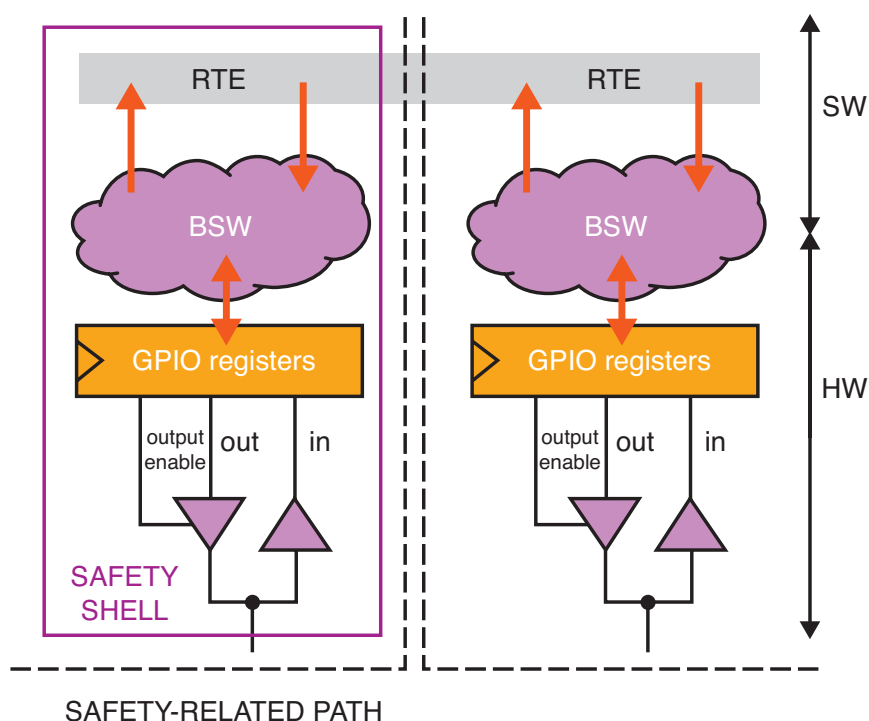 RTE
RTE
SW
BSW
BSW
GPIO registers
GPIO registers
HW
output
enable
out
in
output
enable
out
in
SAFETY
SHELL
SAFETY-RELATED PATH